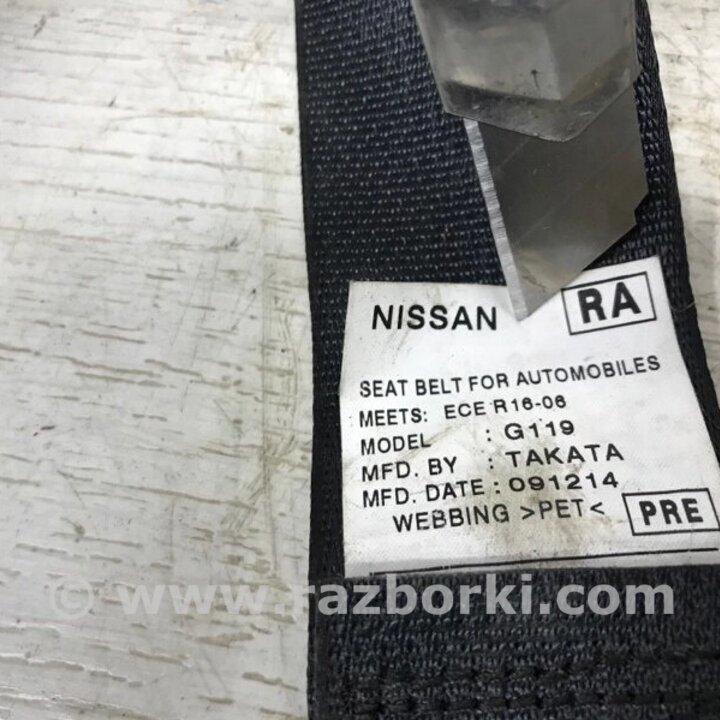 NISSAN RA
SEAT BELT FOR AUTOMOBILES
MEETS: ECE R16-06
MODEL : G119
MFD. BY : TAKATA
MFD. DATE : 091214
WEBBING >PET< PRE
© www.razborki.com